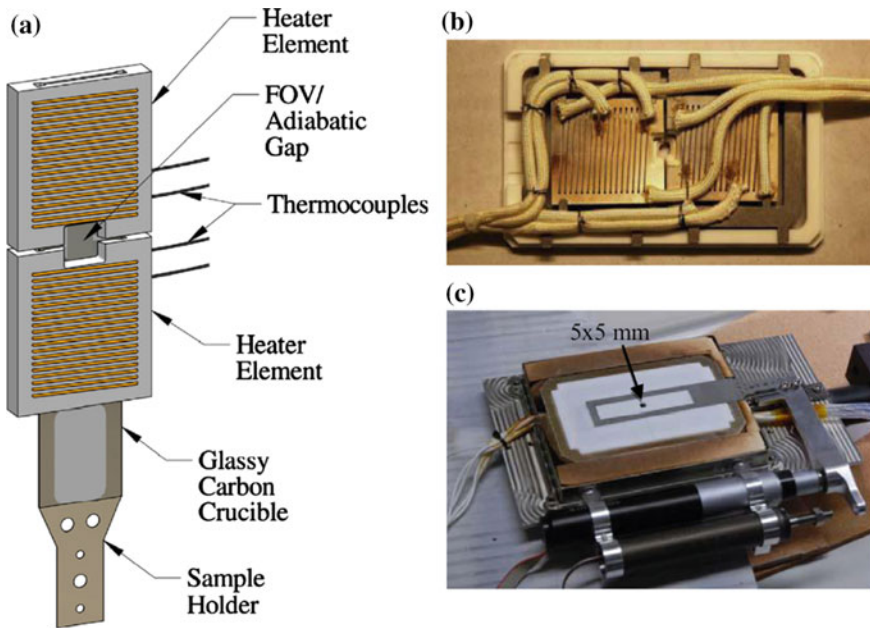 (a)
Heater
Element
FOV/
Adiabatic
Gap
Thermocouples
Heater
Element
Glassy
Carbon
Crucible
Sample
Holder
(b)
(c)
5x5 mm